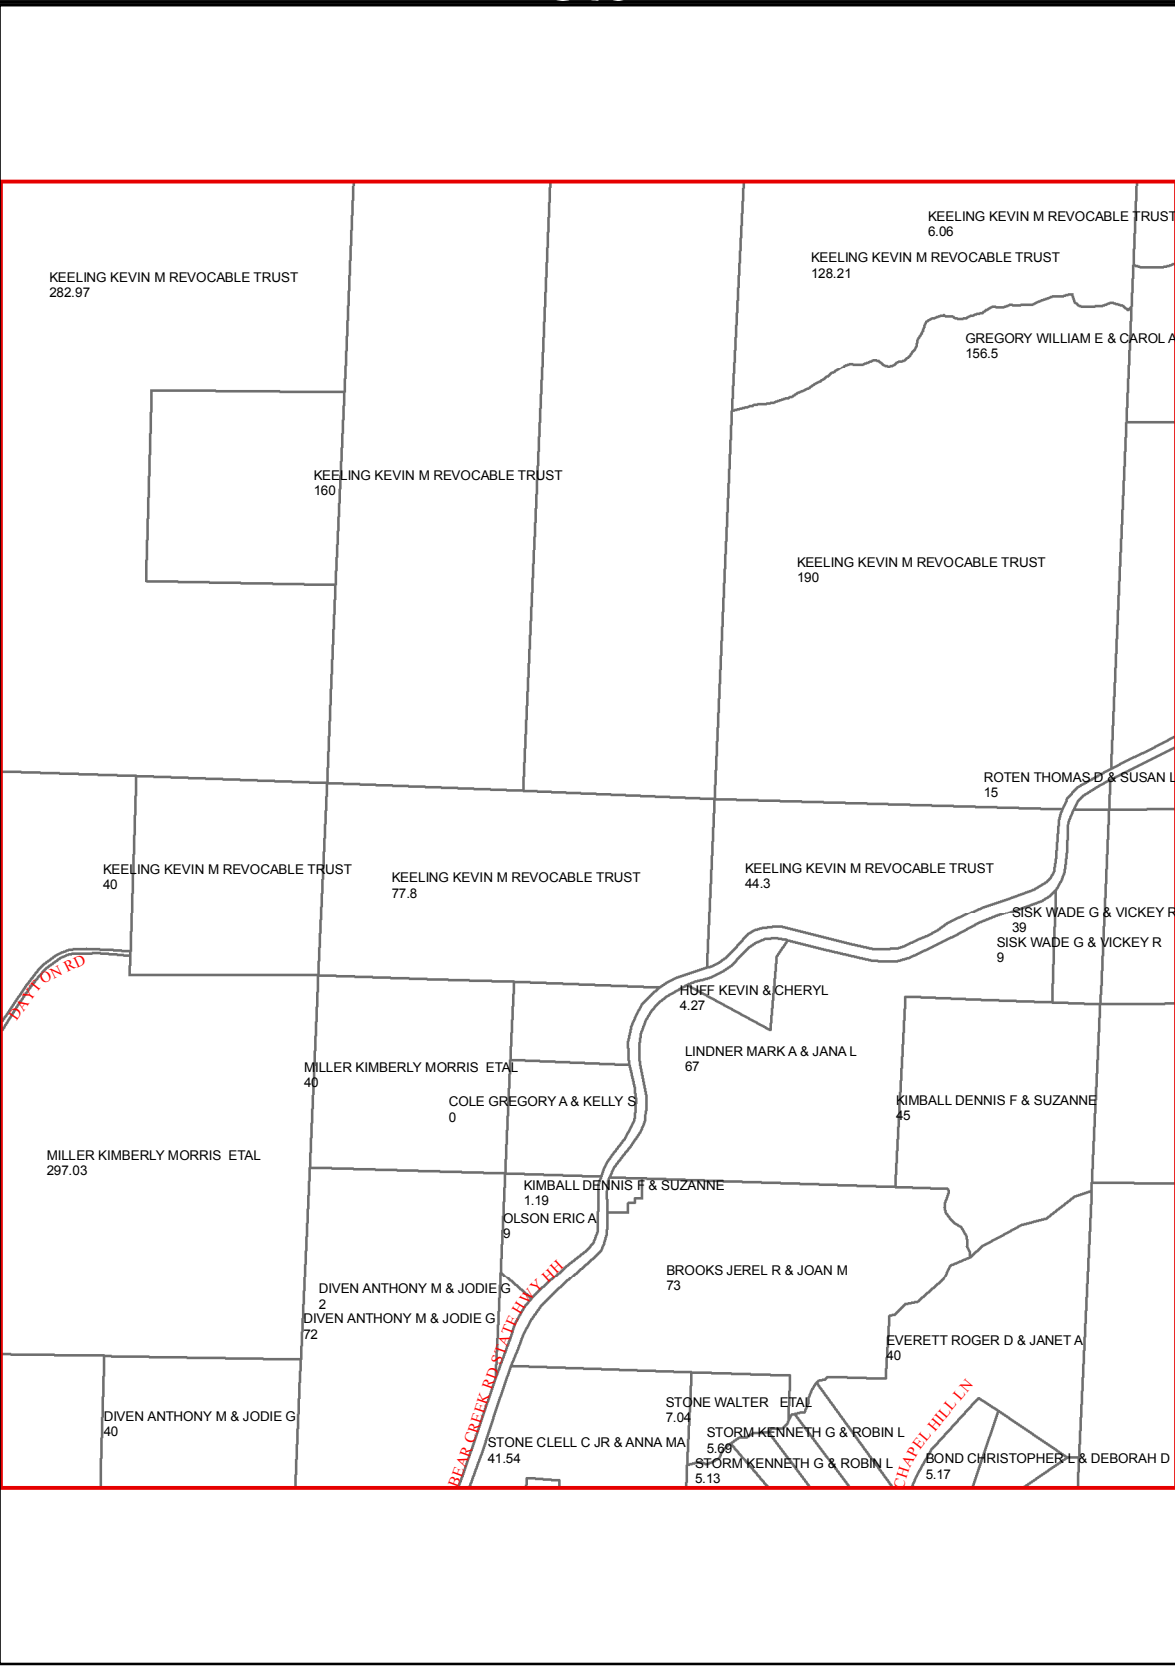 KEELING KEVIN M REVOCABLE TRUST
6.06
KEELING KEVIN M REVOCABLE TRUST
128.21
KEELING KEVIN M REVOCABLE TRUST
282.97
GREGORY WILLIAM E & CAROL A
156.5
KEELING KEVIN M REVOCABLE TRUST
160
KEELING KEVIN M REVOCABLE TRUST
190
ROTEN THOMAS D & SUSAN L
15
KEELING KEVIN M REVOCABLE TRUST
40
KEELING KEVIN M REVOCABLE TRUST
77.8
KEELING KEVIN M REVOCABLE TRUST
44.3
SISK WADE G & VICKEY R
39
SISK WADE G & VICKEY R
9
DAYTON RD
HUFF KEVIN & CHERYL
4.27
LINDNER MARK A & JANA L
67
MILLER KIMBERLY MORRIS ETAL
40
COLE GREGORY A & KELLY S
0
KIMBALL DENNIS F & SUZANNE
45
MILLER KIMBERLY MORRIS ETAL
297.03
KIMBALL DENNIS F & SUZANNE
1.19
OLSON ERIC A
9
BROOKS JEREL R & JOAN M
73
DIVEN ANTHONY M & JODIE G
2
DIVEN ANTHONY M & JODIE G
72
EVERETT ROGER D & JANET A
40
BEAR CREEK RD STATE HWY HH
DIVEN ANTHONY M & JODIE G
40
STONE WALTER ETAL
7.04
STORM KENNETH G & ROBIN L
5.69
STONE CLELL C JR & ANNA MA
41.54
STORM KENNETH G & ROBIN L
5.13
CHAPEL HILL LN
BOND CHRISTOPHER L & DEBORAH D
5.17